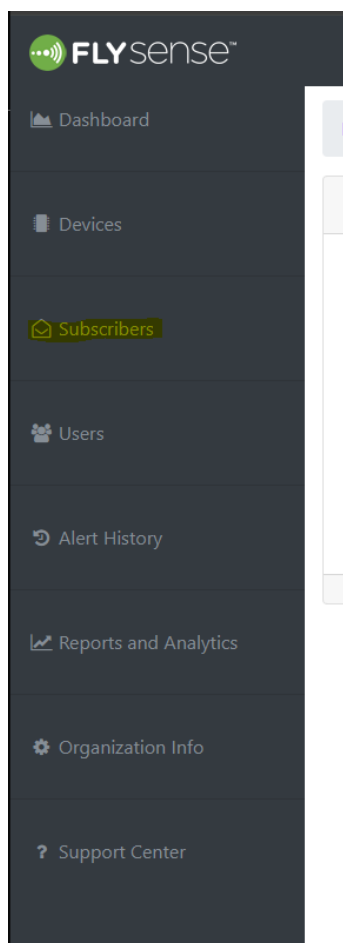 FLYsense™
Dashboard
Devices
Subscribers
Users
Alert History
Reports and Analytics
Organization Info
Support Center